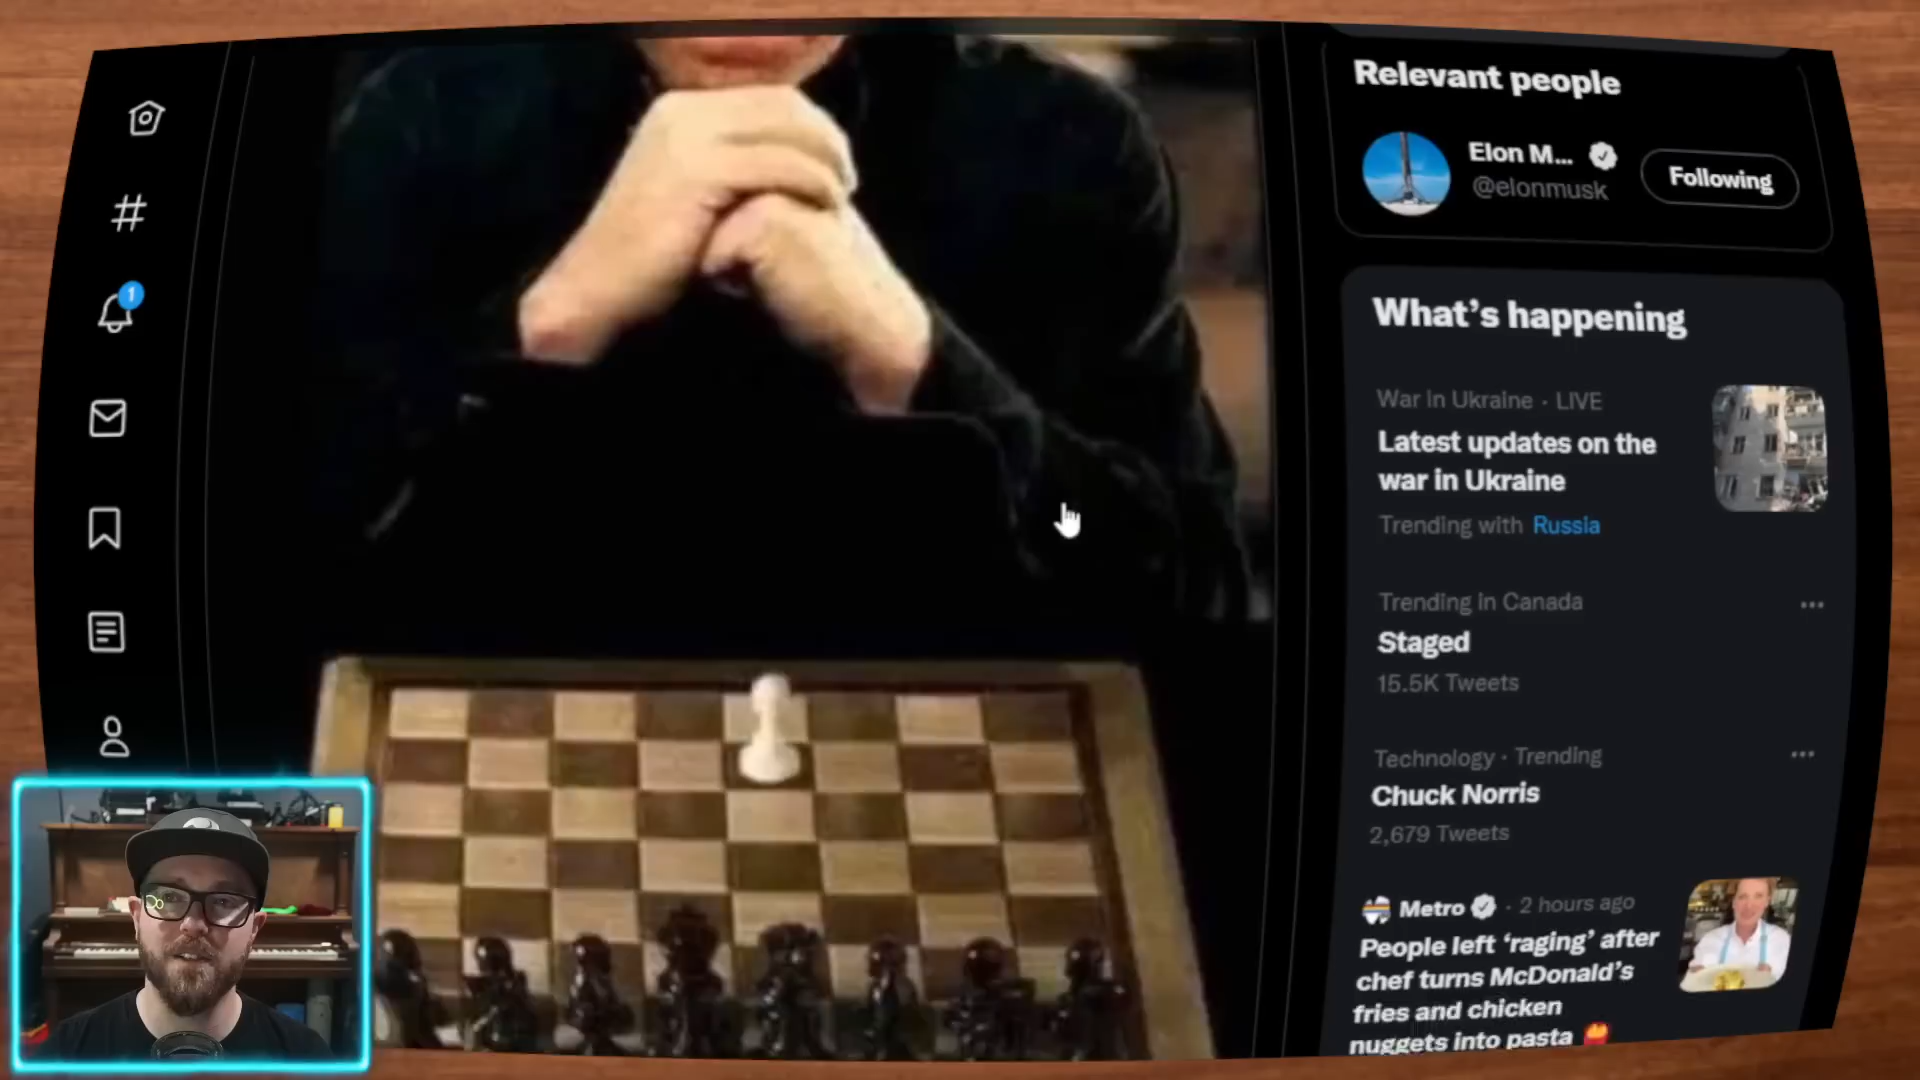 1
Relevant people
Elon M...
@elonmusk
Following
What's happening
War in Ukraine · LIVE
Latest updates on the
war in Ukraine
Trending with Russia
Trending in Canada
Staged
15.5K Tweets
Technology · Trending
Chuck Norris
2,679 Tweets
Metro · 2 hours ago
People left ‘raging’ after
chef turns McDonald’s
fries and chicken
nuggets into pasta